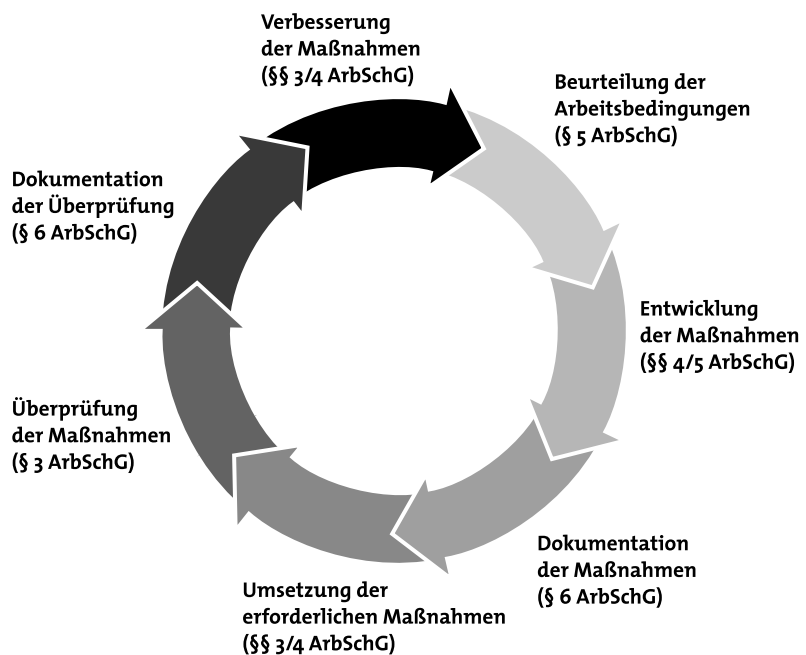 Verbesserung
der Maßnahmen
(§§ 3/4 ArbSchG)
Beurteilung der
Arbeitsbedingungen
(§ 5 ArbSchG)
Entwicklung
der Maßnahmen
(§§ 4/5 ArbSchG)
Dokumentation
der Maßnahmen
(§ 6 ArbSchG)
Umsetzung der
erforderlichen Maßnahmen
(§§ 3/4 ArbSchG)
Überprüfung
der Maßnahmen
(§ 3 ArbSchG)
Dokumentation
der Überprüfung
(§ 6 ArbSchG)